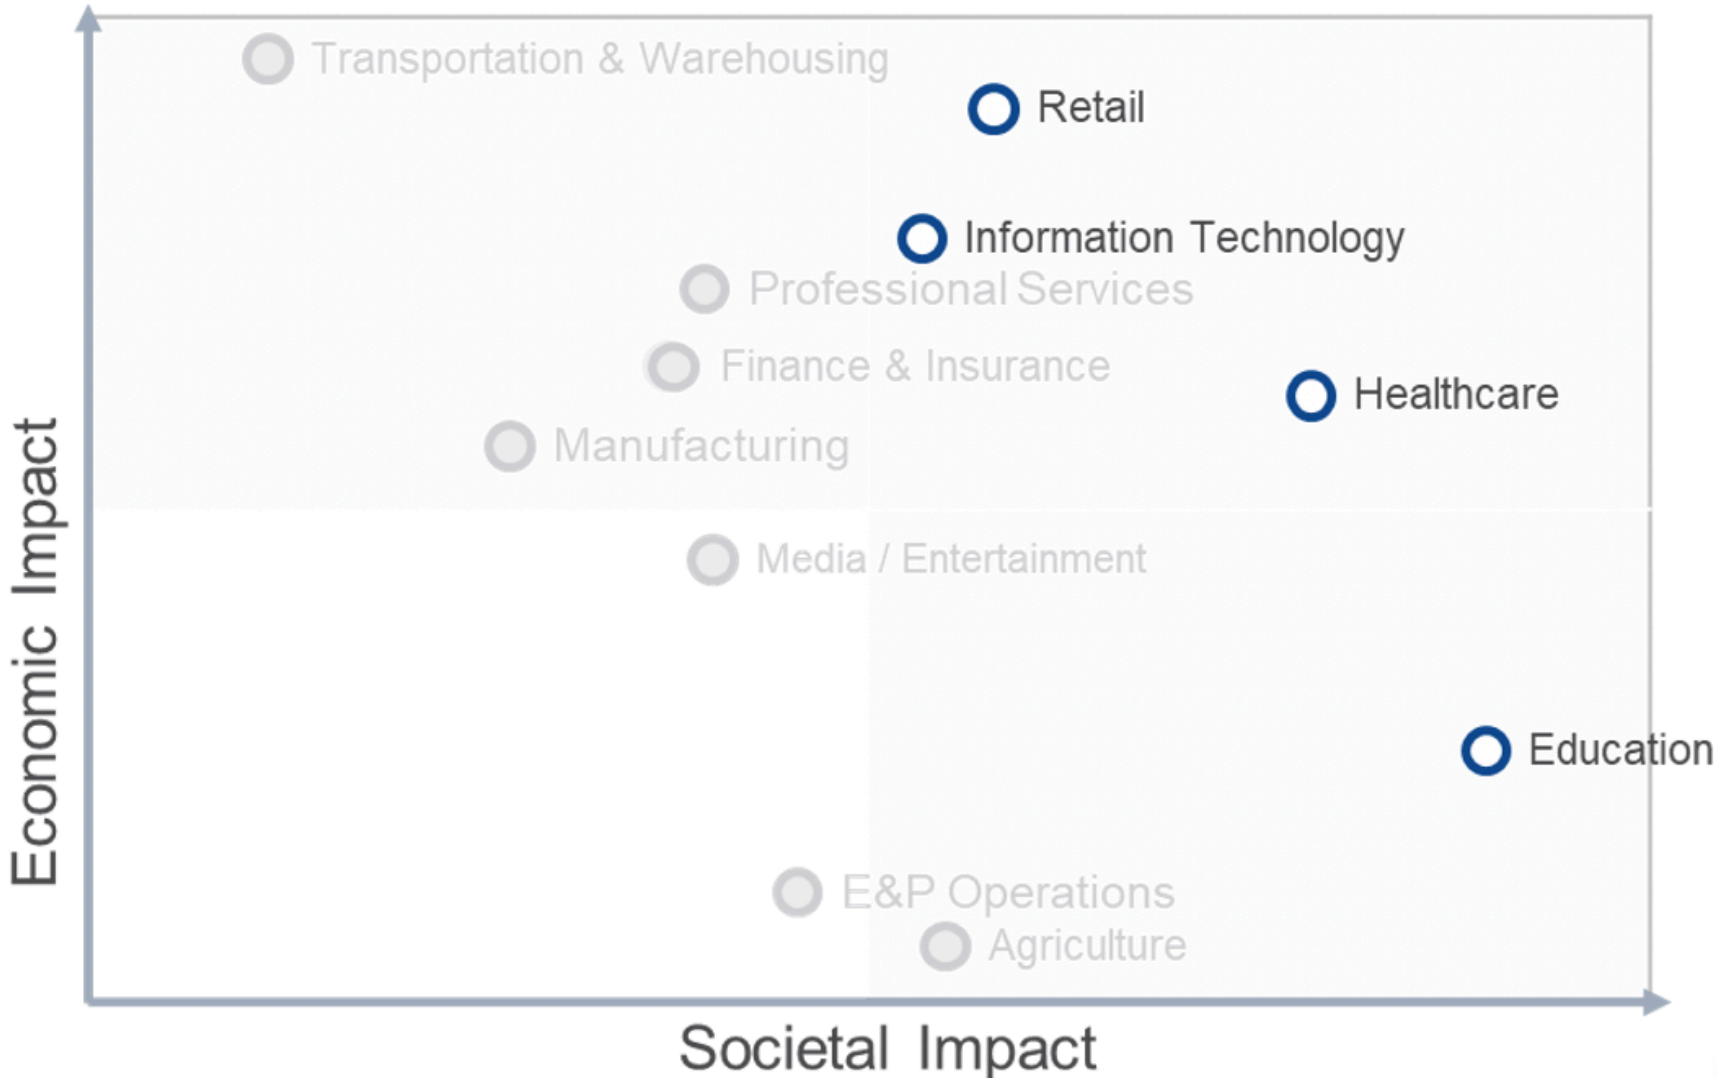 Transportation & Warehousing
Retail
Information Technology
Professional Services
Finance & Insurance
Healthcare
Manufacturing
Media / Entertainment
Education
E&P Operations
Agriculture
Economic Impact
Societal Impact